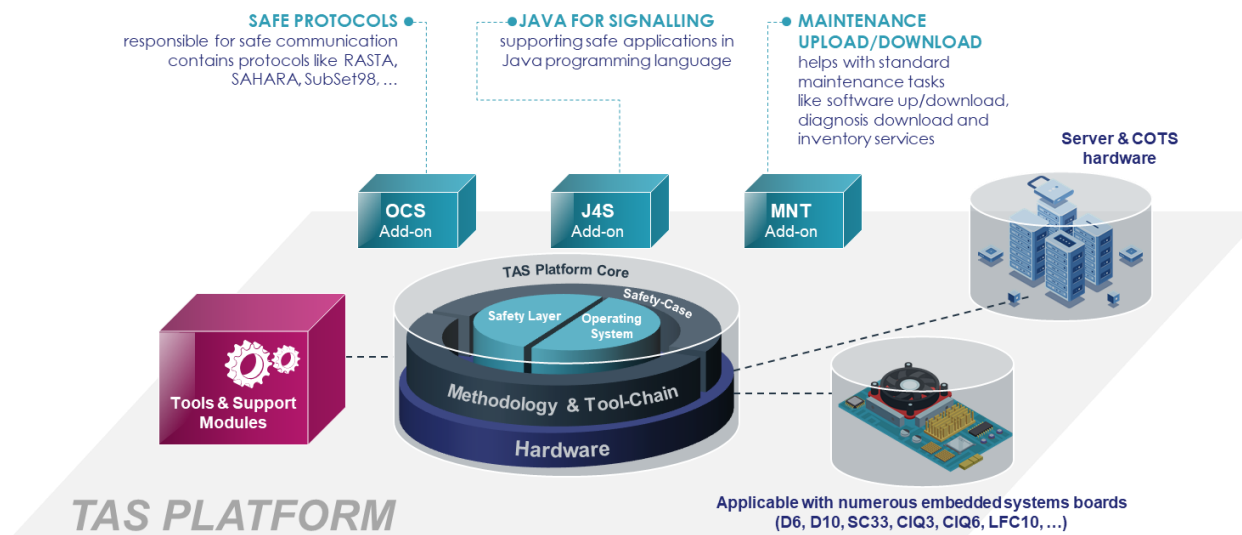 SAFE PROTOCOLS
responsible for safe communication
contains protocols like RASTA,
SAHARA, SubSet98, ...
JAVA FOR SIGNALLING
supporting safe applications in
Java programming language
MAINTENANCE
UPLOAD/DOWNLOAD
helps with standard
maintenance tasks
like software up/download,
diagnosis download and
inventory services
Server & COTS
hardware
OCS
Add-on
J4S
Add-on
MNT
Add-on
TAS Platform Core
Safety-Case
Safety Layer
Operating
System
Methodology & Tool-Chain
Hardware
Tools & Support
Modules
Applicable with numerous embedded systems boards
(D6, D10, SC33, CIQ3, CIQ6, LFC10, ...)
TAS PLATFORM